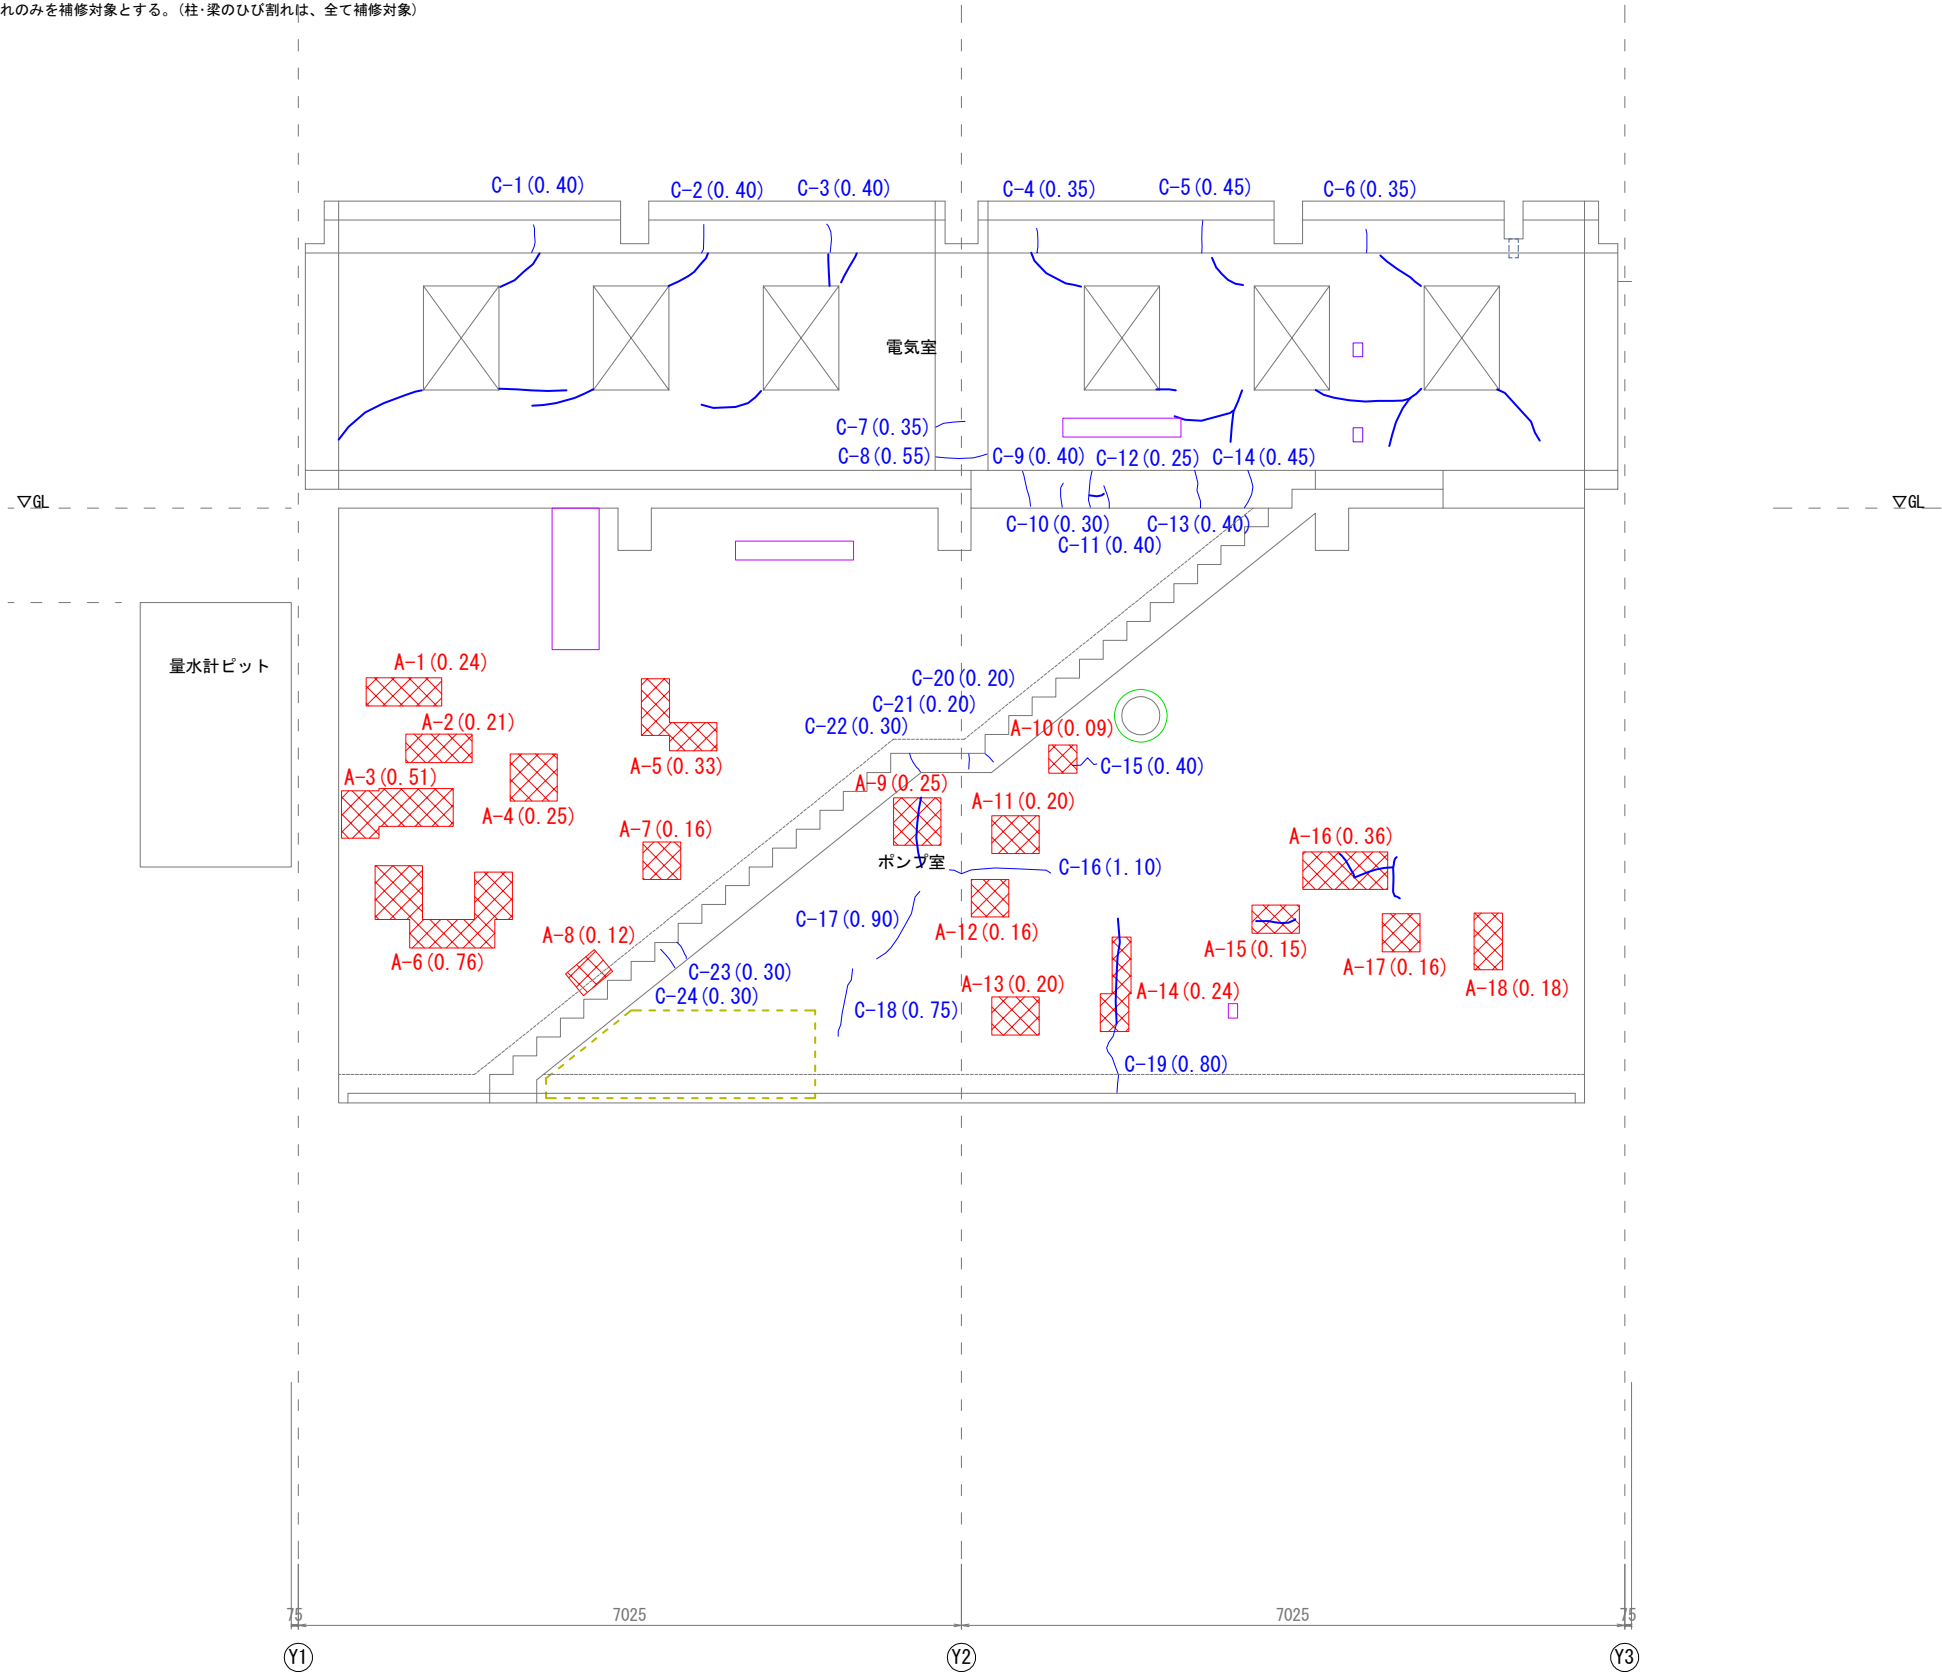 れのみを補修対象とする。(柱・梁のひび割れは、全て補修対象)
C-1(0.40)
C-2(0.40)
C-3(0.40)
C-4(0.35)
C-5(0.45)
C-6(0.35)
電気室
C-7(0.35)
C-8(0.55)
C-9(0.40)
C-12(0.25)
C-14(0.45)
▽GL
▽GL
C-10(0.30)
C-13(0.40)
C-11(0.40)
量水計ピット
A-1(0.24)
A-2(0.21)
A-3(0.51)
A-4(0.25)
A-5(0.33)
A-7(0.16)
A-6(0.76)
A-8(0.12)
C-20(0.20)
C-21(0.20)
C-22(0.30)
A-10(0.09)
C-15(0.40)
A-9(0.25)
A-11(0.20)
ポンプ室
C-16(1.10)
A-16(0.36)
C-17(0.90)
A-12(0.16)
A-15(0.15)
A-17(0.16)
A-18(0.18)
C-23(0.30)
C-24(0.30)
A-13(0.20)
A-14(0.24)
C-18(0.75)
C-19(0.80)
75
7025
7025
75
Y1
Y2
Y3